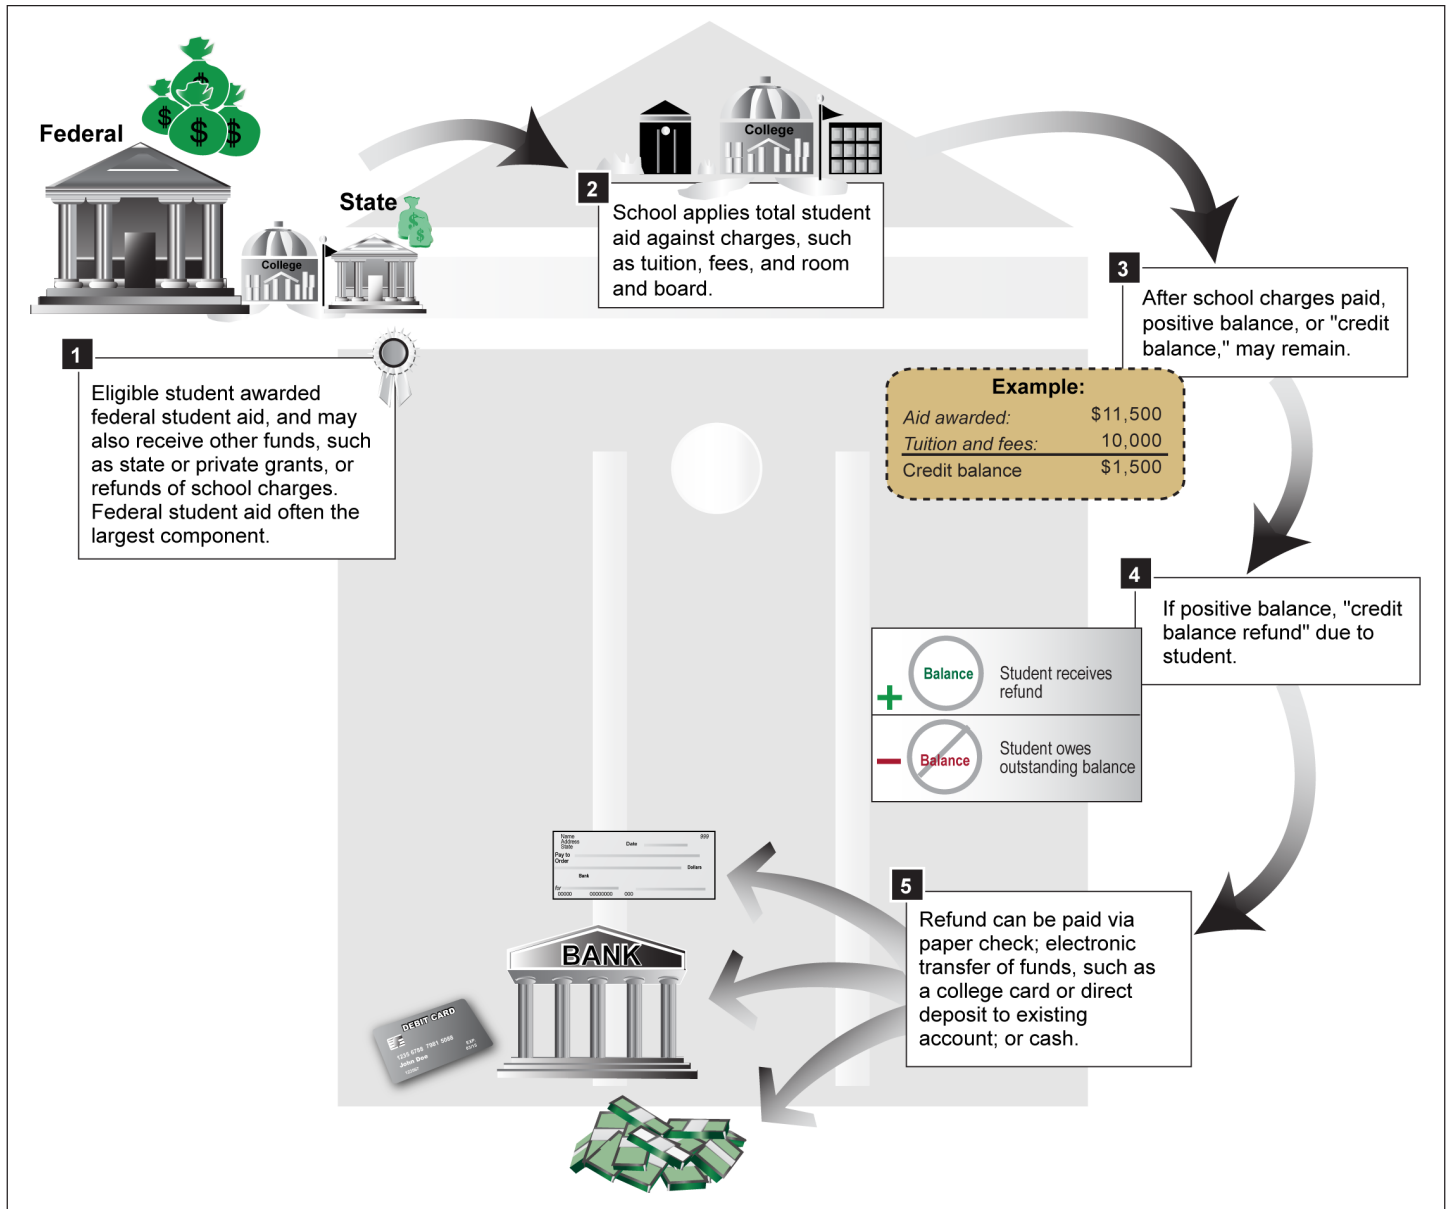 Federal
$
$
$
$
State
$
$
College
1
Eligible student awarded
federal student aid, and may
also receive other funds, such
as state or private grants, or
refunds of school charges.
Federal student aid often the
largest component.
College
2
School applies total student
aid against charges, such
as tuition, fees, and room
and board.
3
After school charges paid,
positive balance, or "credit
balance," may remain.
Example:
Aid awarded: $11,500
Tuition and fees: 10,000
Credit balance $1,500
4
If positive balance, "credit
balance refund" due to
student.
+ Balance Student receives
refund
− Balance Student owes
outstanding balance
5
Refund can be paid via
paper check; electronic
transfer of funds, such as
a college card or direct
deposit to existing
account; or cash.
Name
Address
State
Date
999
Pay to
Order
Dollars
Bank
for
00000 00000000 000
BANK
DEBIT CARD
John Doe